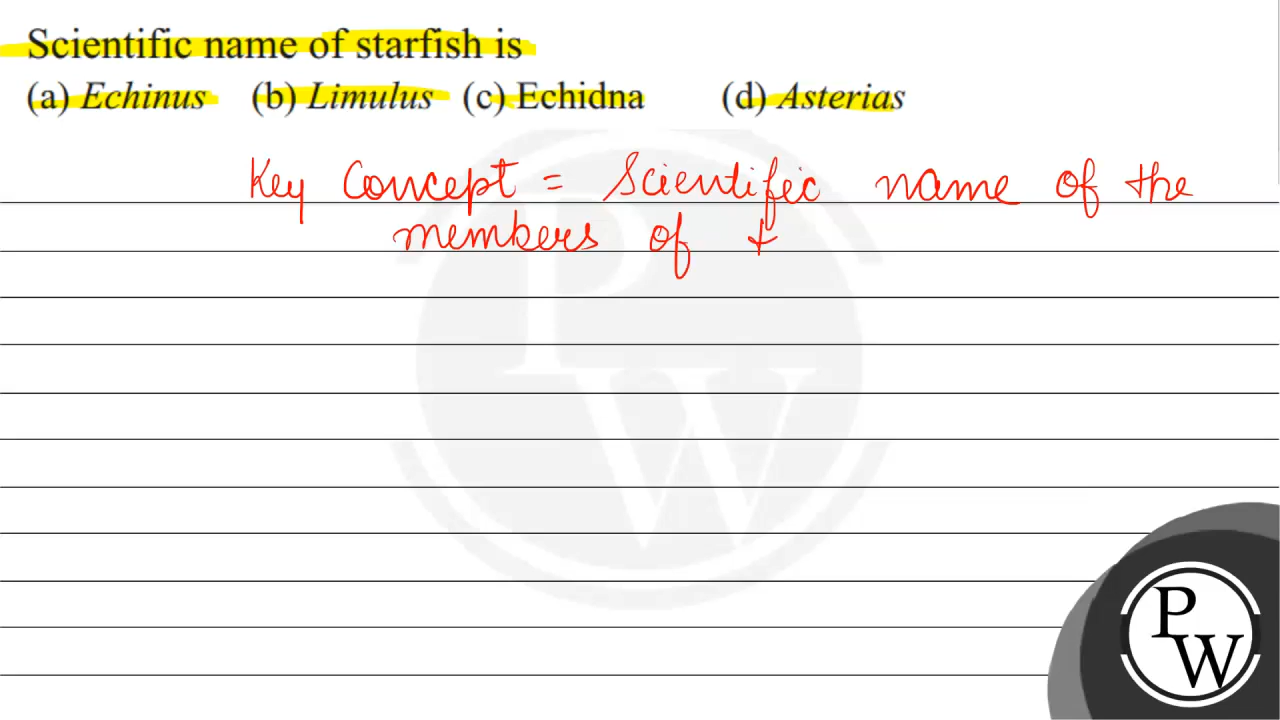 Scientific name of starfish is
(a) Echinus (b) Limulus (c) Echidna (d) Asterias
Key Concept = Scientific name of the
members of t
P
W
P
W